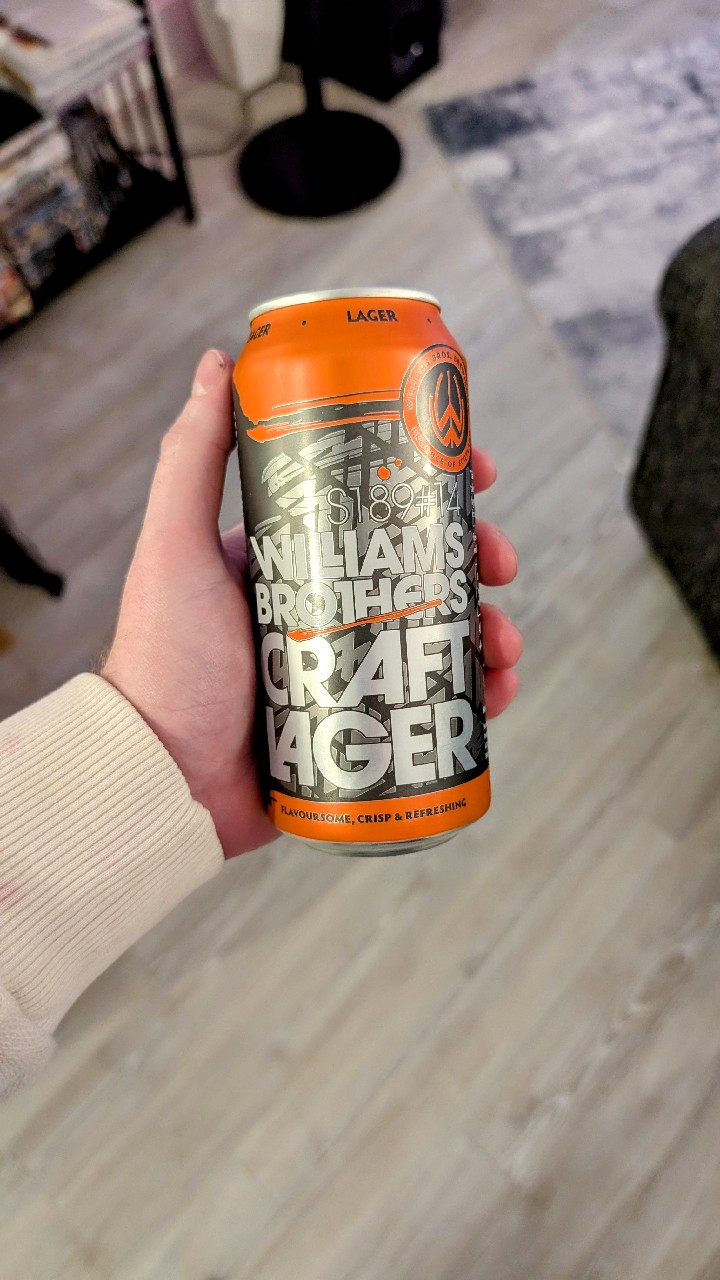 LAGER
S189#14
WILLIAMS
BROTHERS
CRAFT
LAGER
FLAVOURSOME, CRISP & REFRESHING